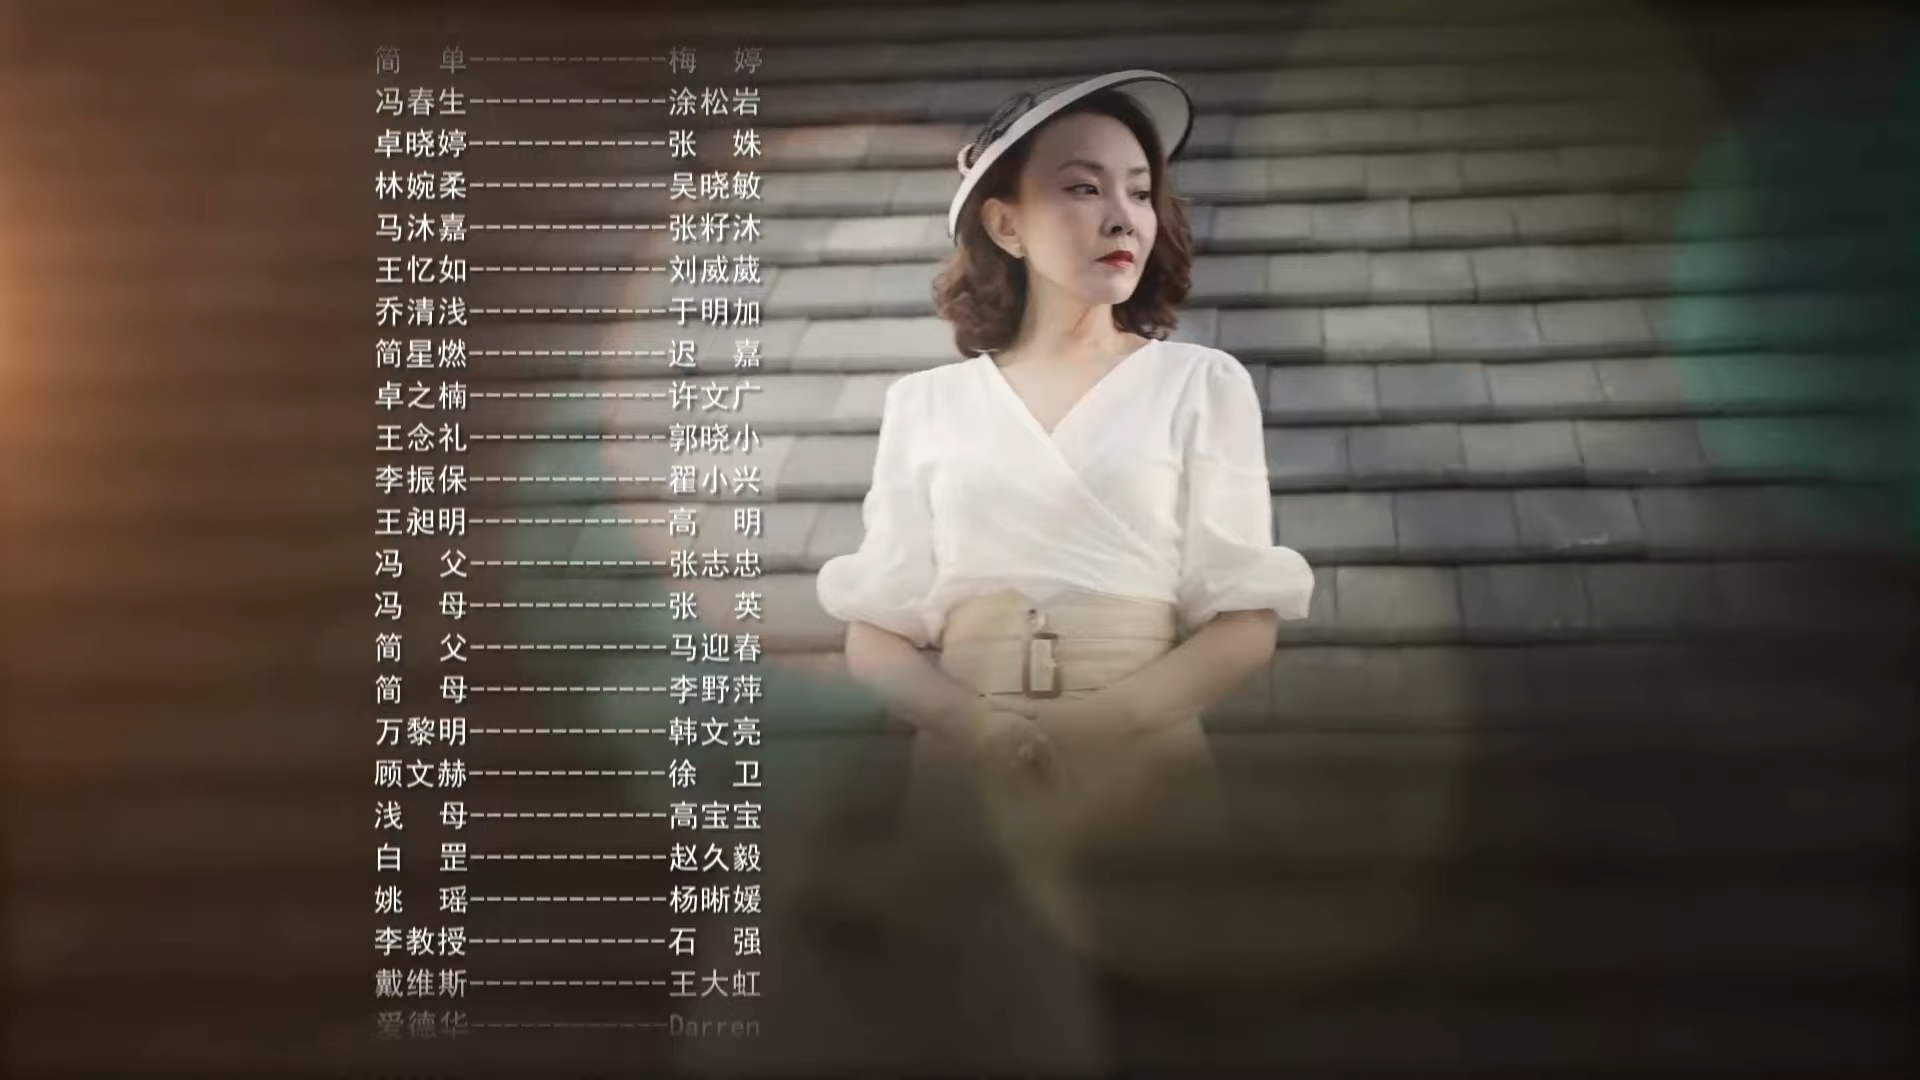 简 单------------梅 婷
冯春生------------涂松岩
卓晓婷------------张 姝
林婉柔------------吴晓敏
马沐嘉------------张籽沐
王忆如------------刘威葳
乔清浅------------于明加
简星燃------------迟 嘉
卓之楠------------许文广
王念礼------------郭晓小
李振保------------翟小兴
王昶明------------高 明
冯 父------------张志忠
冯 母------------张 英
简 父------------马迎春
简 母------------李野萍
万黎明------------韩文亮
顾文赫------------徐 卫
浅 母------------高宝宝
白 罡------------赵久毅
姚 瑶------------杨晰媛
李教授------------石 强
戴维斯------------王大虹
爱德华------------Darren